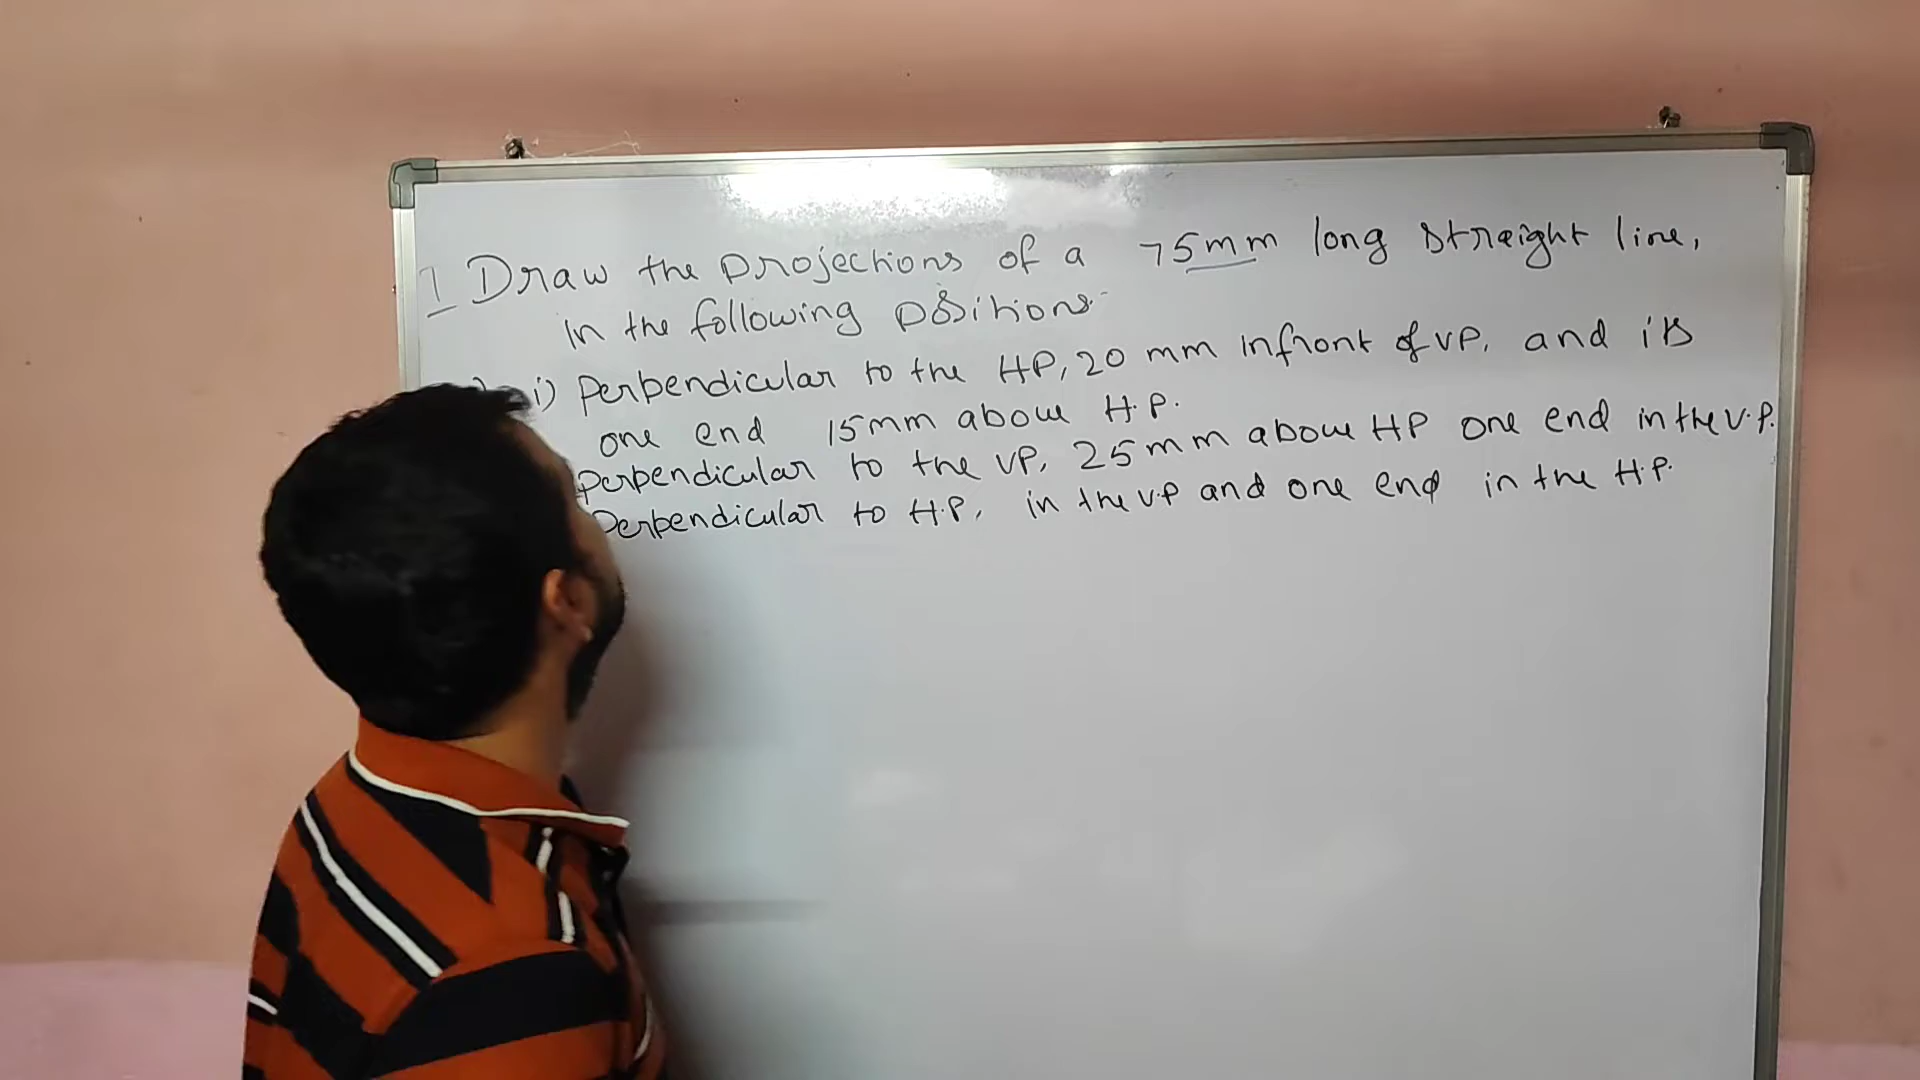 1 Draw the projections of a 75mm long straight line,
in the following positions.
i) Perpendicular to the HP, 20 mm infront of VP. and its
one end 15mm above H.P.
Perpendicular to the VP, 25mm above HP one end in the V.P.
Perpendicular to H.P, in the V.P and one end in the H.P.